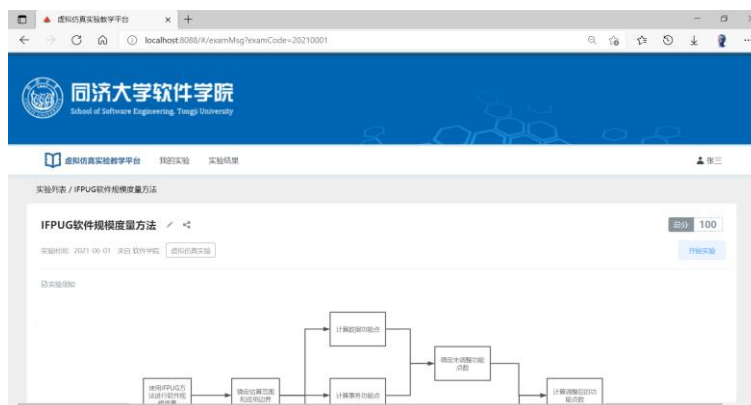 虚拟仿真实验教学平台
localhost:8088/#/examMsg?examCode=20210001
同济大学软件学院
School of Software Engineering, Tongji University
虚拟仿真实验教学平台 我的实验 实验结果 张三
实验列表 / IFPUG软件规模度量方法
IFPUG软件规模度量方法 总分 100
实验时间: 2021-06-01 来自 软件学院 虚拟仿真实验 开始实验
实验须知
计算数据功能点
确定未调整功能
点数
使用IFPUG方
法进行软件规
模度量
确定估算范围
和应用边界
计算事务功能点
计算调整后的功
能点数